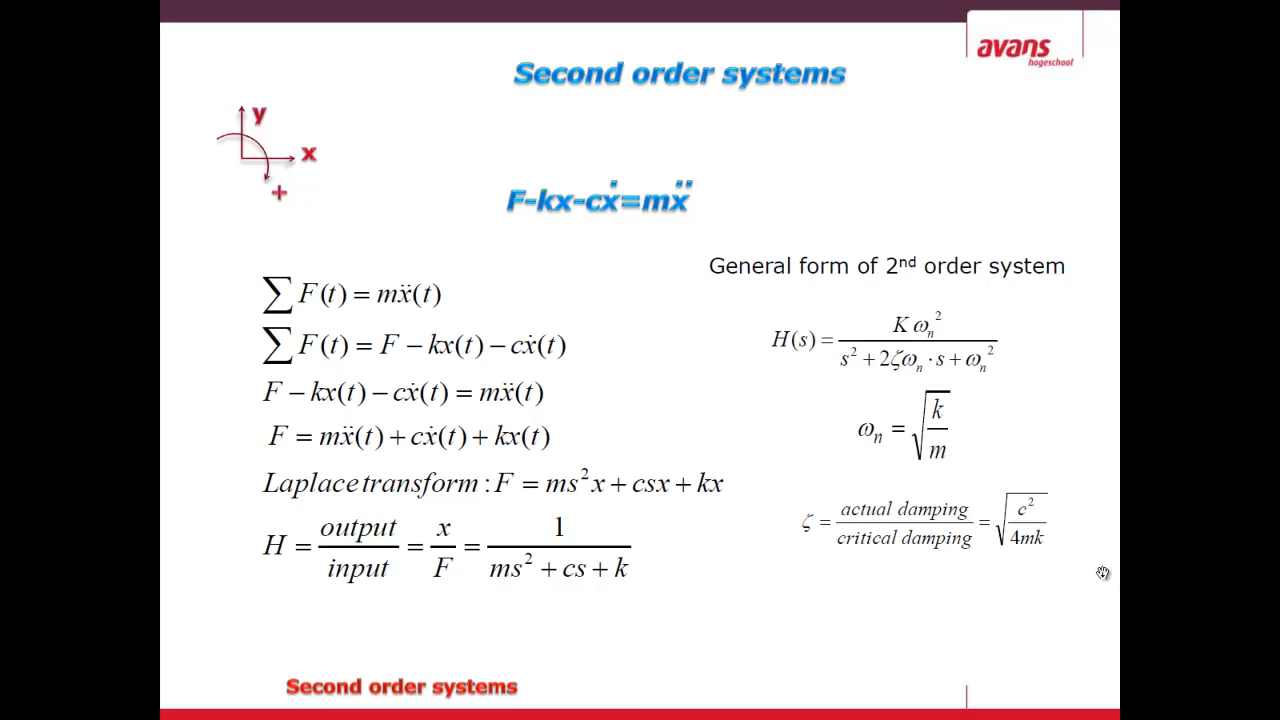 avans
hogeschool
Second order systems
y
x
+
F-kx-cẋ=mẍ
General form of 2nd order system
∑ F(t) = mẍ(t)
∑ F(t) = F − kx(t) − cẋ(t)
F − kx(t) − cẋ(t) = mẍ(t)
F = mẍ(t) + cẋ(t) + kx(t)
Laplace transform : F = ms²x + csx + kx
H = output / input = x / F = 1 / ms² + cs + k
H(s) = Kωₙ² / s² + 2ζωₙ · s + ωₙ²
ωₙ = √(k / m)
ζ = actual damping / critical damping = √(c² / 4mk)
Second order systems